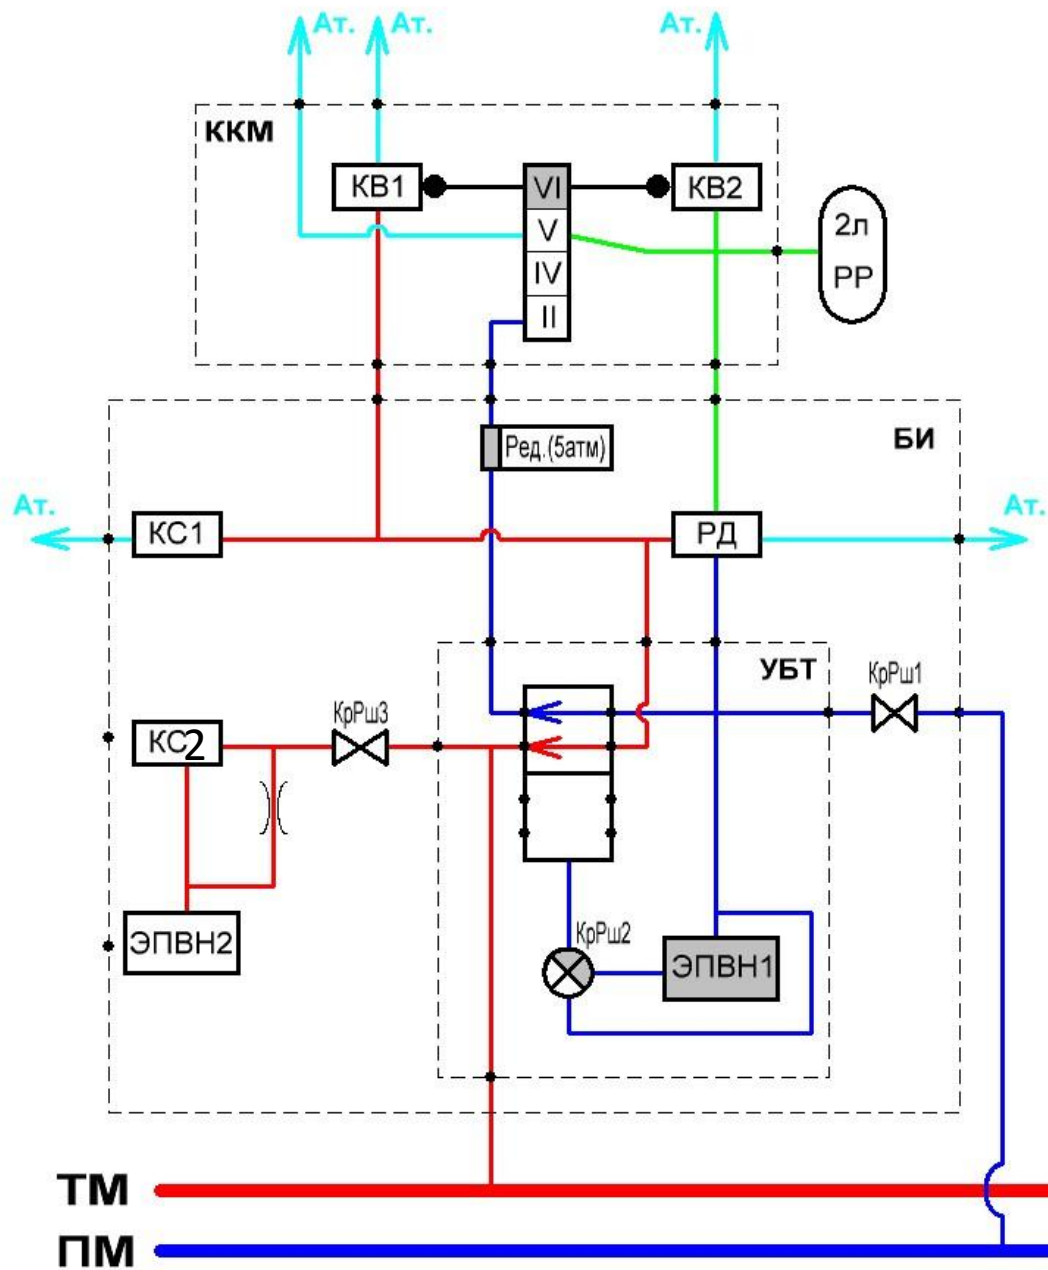 Ат.
Ат.
Ат.
ККМ
КВ1
VI
КВ2
V
IV
II
2л
РР
БИ
Ред.(5атм)
Ат.
КС1
РД
Ат.
УБТ
КрРш1
КрРш3
КС2
КрРш2
ЭПВН2
ЭПВН1
ТМ
ПМ